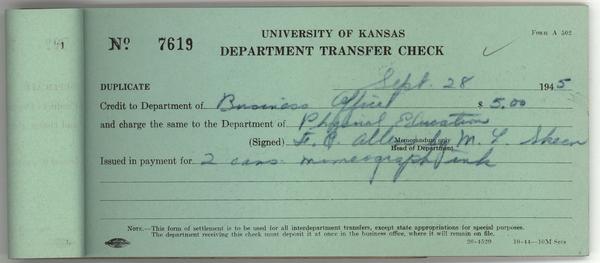 UNIVERSITY OF KANSAS
Form A 502
No 7619
DEPARTMENT TRANSFER CHECK
DUPLICATE
Sept. 28 1945
Credit to Department of Business Office $ 5.00
and charge the same to the Department of Physical Education
(Signed) F. C. Allen by M. L. Skeen
Memorandum only
Head of Department
Issued in payment for 2 cans mimeograph ink
Note.—This form of settlement is to be used for all interdepartment transfers, except state appropriations for special purposes.
The department receiving this check must deposit it at once in the business office, where it will remain on file.
20-4529 10-44—10M Sets